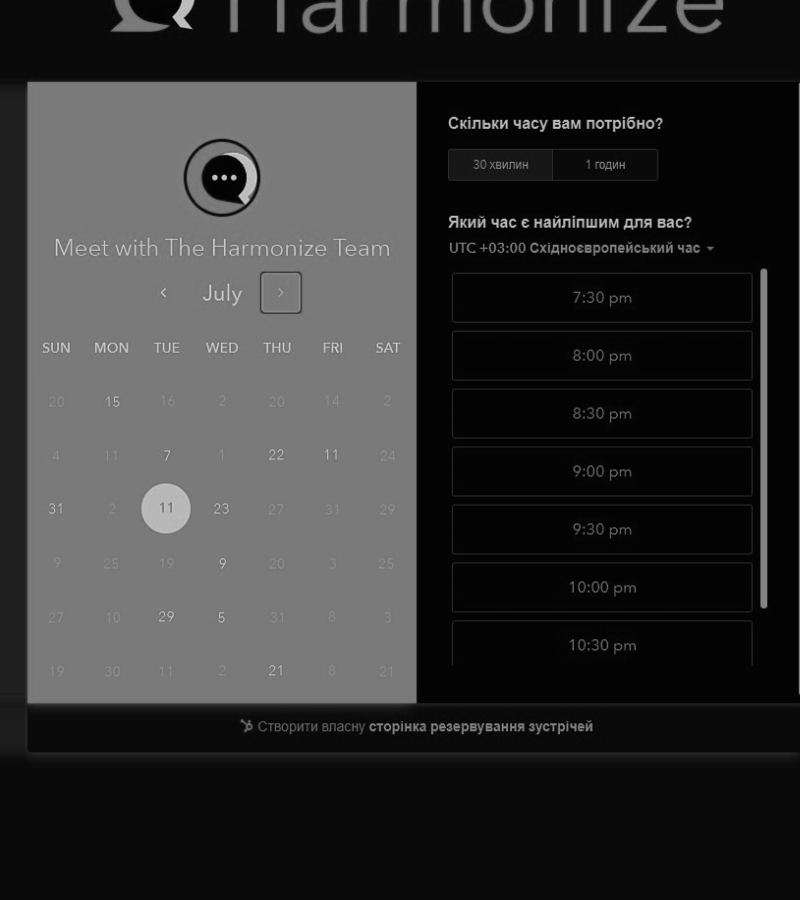 Harmonize
Meet with The Harmonize Team
July
SUN MON TUE WED THU FRI SAT
20 15 16 2 20 14 2
4 11 7 1 22 11 24
31 2 11 23 27 31 29
9 25 19 9 20 3 25
27 10 29 5 31 8 3
19 30 11 2 21 8 21
Скільки часу вам потрібно?
30 хвилин 1 годин
Який час є найліпшим для вас?
UTC +03:00 Східноєвропейський час
7:30 pm
8:00 pm
8:30 pm
9:00 pm
9:30 pm
10:00 pm
10:30 pm
Створити власну сторінка резервування зустрічей